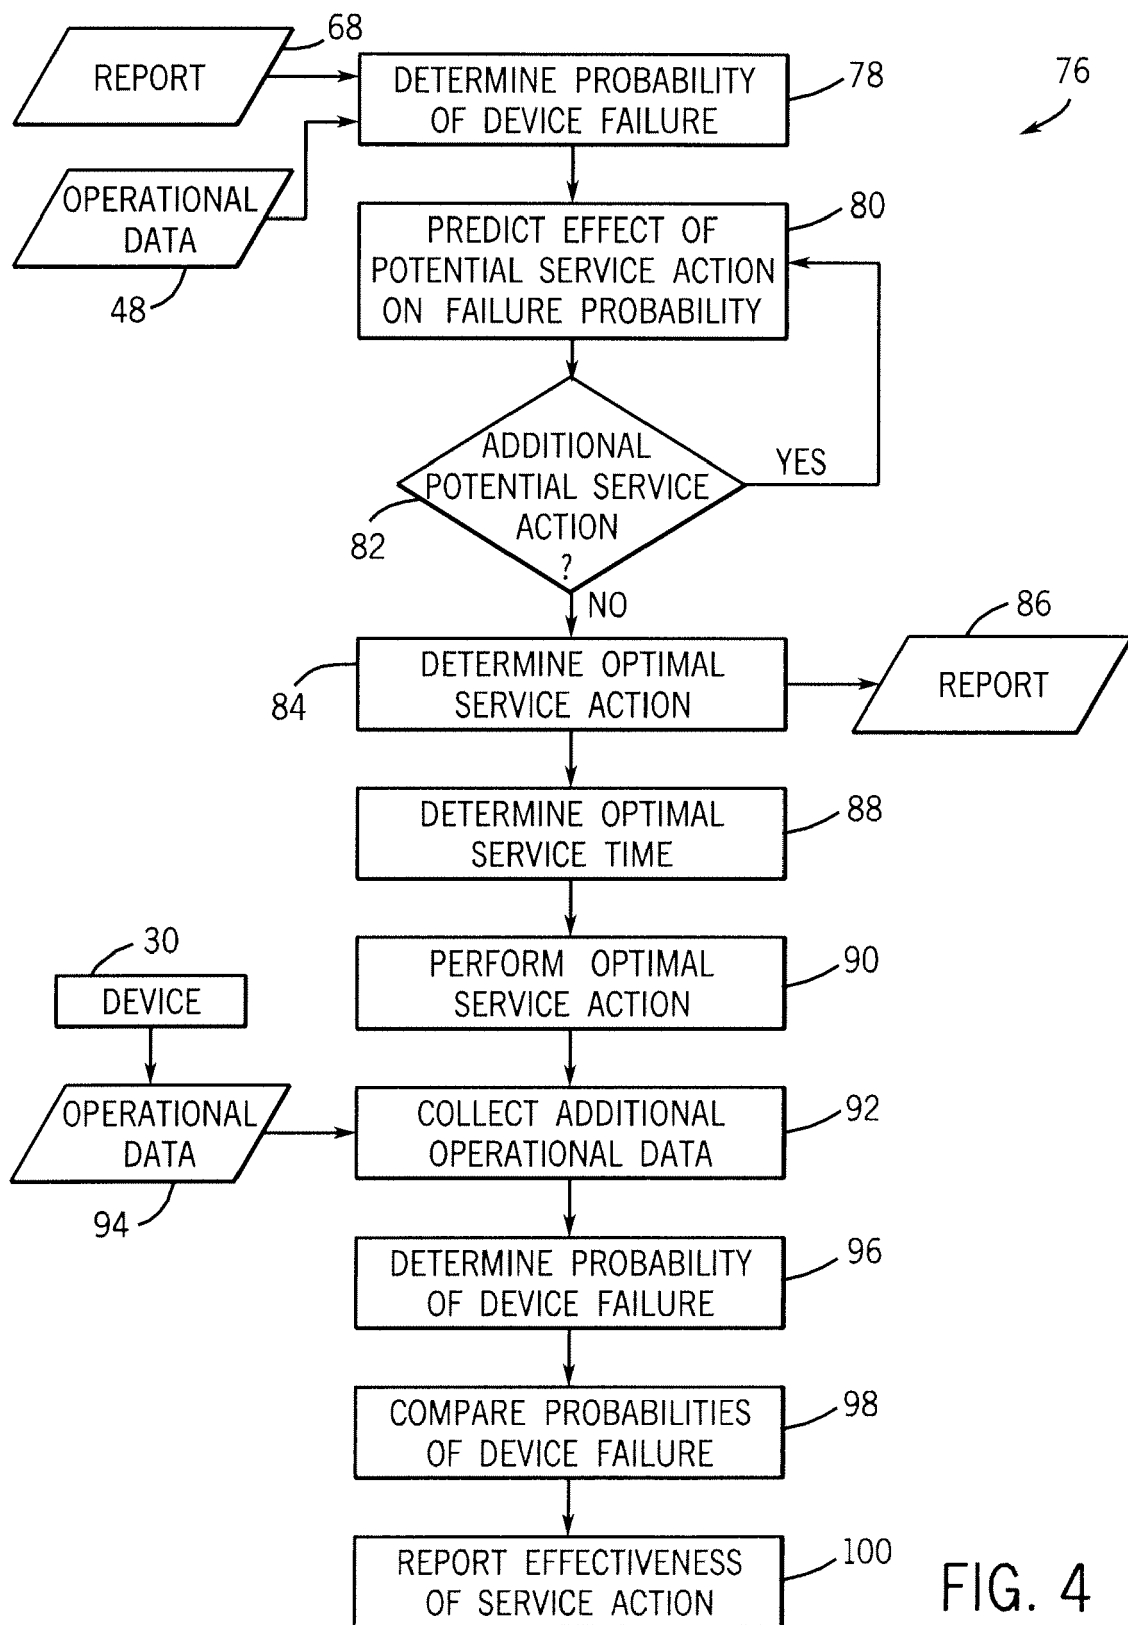 68
REPORT
DETERMINE PROBABILITY
OF DEVICE FAILURE
78
76
OPERATIONAL
DATA
48
PREDICT EFFECT OF
POTENTIAL SERVICE ACTION
ON FAILURE PROBABILITY
80
ADDITIONAL
POTENTIAL SERVICE
ACTION
?
82
YES
NO
DETERMINE OPTIMAL
SERVICE ACTION
84
86
REPORT
DETERMINE OPTIMAL
SERVICE TIME
88
PERFORM OPTIMAL
SERVICE ACTION
90
30
DEVICE
OPERATIONAL
DATA
94
COLLECT ADDITIONAL
OPERATIONAL DATA
92
DETERMINE PROBABILITY
OF DEVICE FAILURE
96
COMPARE PROBABILITIES
OF DEVICE FAILURE
98
REPORT EFFECTIVENESS
OF SERVICE ACTION
100
FIG. 4